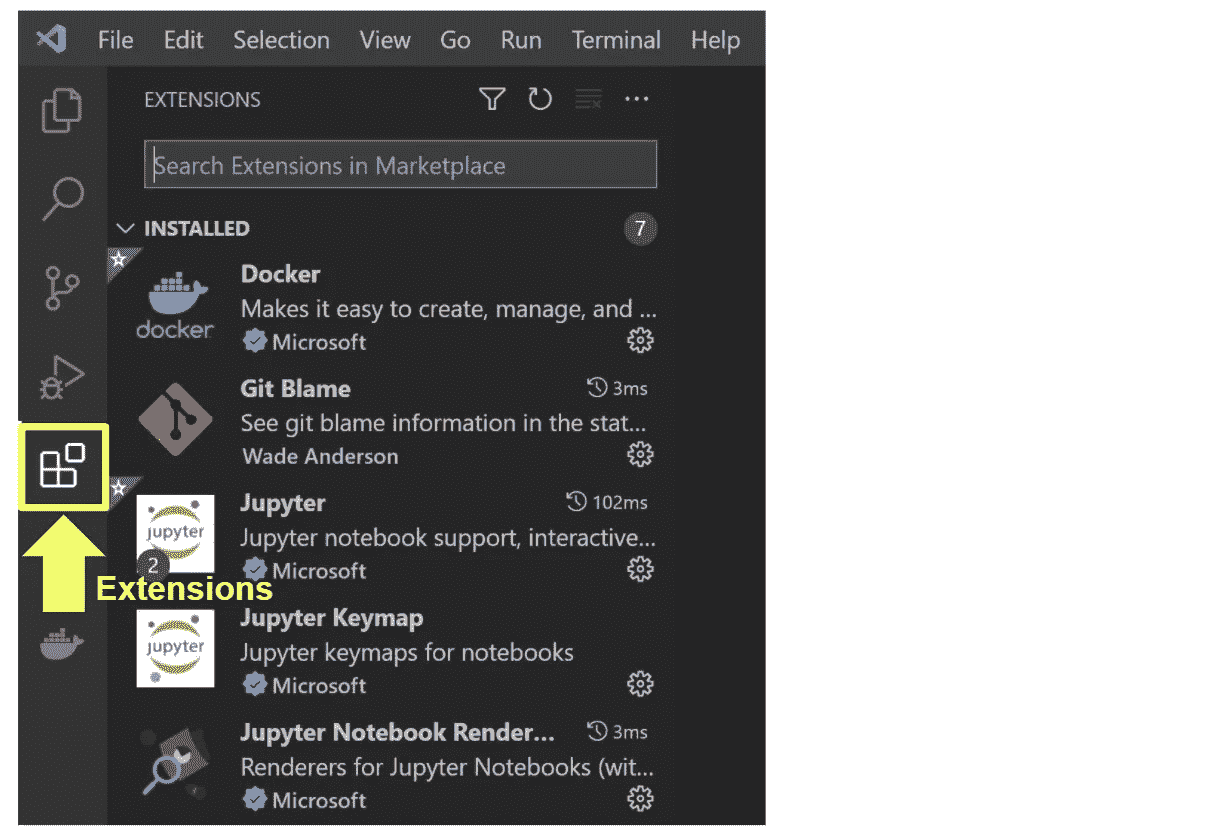 File Edit Selection View Go Run Terminal Help
EXTENSIONS
Search Extensions in Marketplace
INSTALLED 7
Docker
Makes it easy to create, manage, and ...
docker
Microsoft
Git Blame 3ms
See git blame information in the stat...
Wade Anderson
Jupyter 102ms
jupyter
Jupyter notebook support, interactive...
2
Microsoft
Extensions
Jupyter Keymap
jupyter
Jupyter keymaps for notebooks
Microsoft
Jupyter Notebook Render... 3ms
Renderers for Jupyter Notebooks (wit...
Microsoft